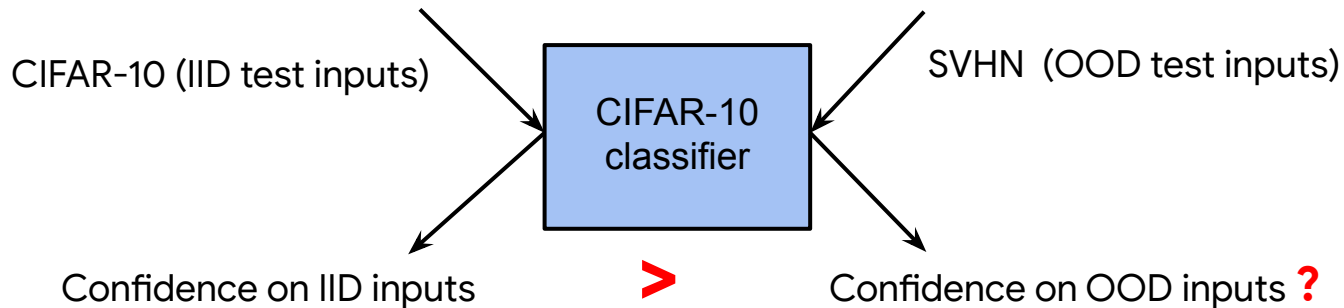 CIFAR-10 (IID test inputs)
SVHN (OOD test inputs)
CIFAR-10
classifier
Confidence on IID inputs > Confidence on OOD inputs ?